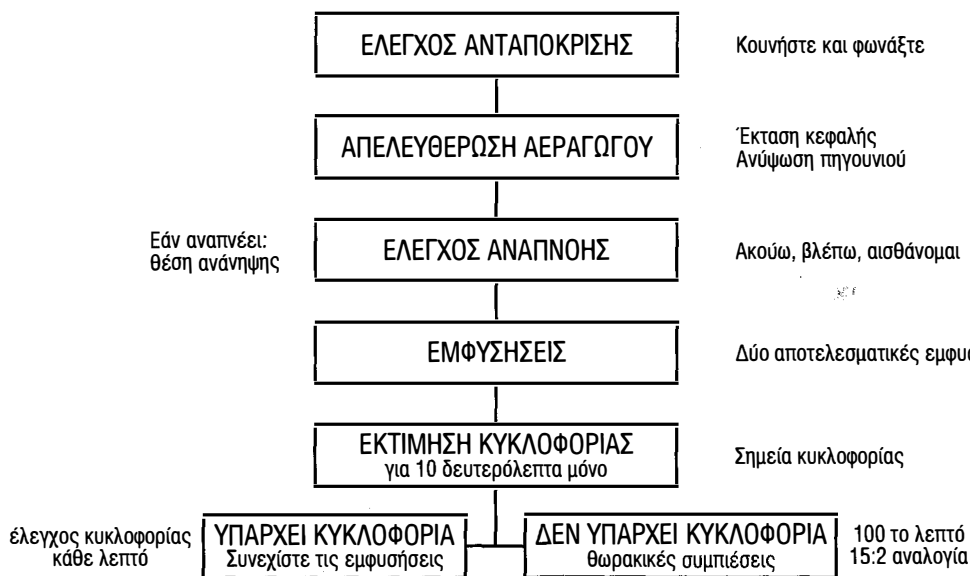 ΕΛΕΓΧΟΣ ΑΝΤΑΠΟΚΡΙΣΗΣ
Κουνήστε και φωνάξτε
ΑΠΕΛΕΥΘΕΡΩΣΗ ΑΕΡΑΓΩΓΟΥ
Έκταση κεφαλής
Ανύψωση πηγουνιού
Εάν αναπνέει:
θέση ανάνηψης
ΕΛΕΓΧΟΣ ΑΝΑΠΝΟΗΣ
Ακούω, βλέπω, αισθάνομαι
ΕΜΦΥΣΗΣΕΙΣ
Δύο αποτελεσματικές
ΕΚΤΙΜΗΣΗ ΚΥΚΛΟΦΟΡΙΑΣ
για 10 δευτερόλεπτα μόνο
Σημεία κυκλοφορίας
έλεγχος κυκλοφορίας
κάθε λεπτό
ΥΠΑΡΧΕΙ ΚΥΚΛΟΦΟΡΙΑ
Συνεχίστε τις εμφυσήσεις
ΔΕΝ ΥΠΑΡΧΕΙ ΚΥΚΛΟΦΟΡΙΑ
θωρακικές συμπιέσεις
100 το λεπτό
15:2 αναλογία